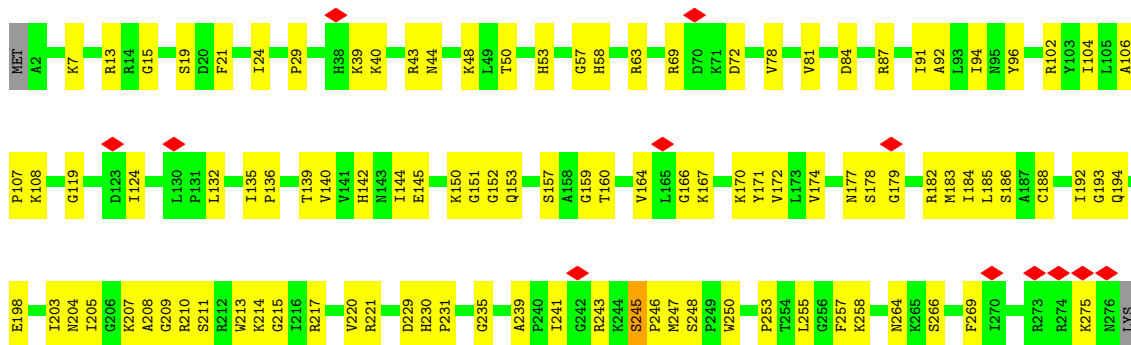 MET A2 K7 R13 R14 G15 S19 D20 F21 I24 P29 H38 K39 K40 R43 N44 K48 L49 T50 H53 G57 H58 R63 R69 D70 K71 D72 V78 V81 D84 R87 I91 A92 L93 I94 N95 Y96 R102 Y103 I104 L105 A106
P107 K108 G119 D123 I124 L130 P131 L132 I135 P136 T139 V140 V141 H142 N143 I144 E145 K150 G151 G152 Q153 S157 A158 G159 T160 V164 L165 G166 K167 K170 Y171 V172 L173 V174 N177 S178 G179 R182 M183 I184 L185 S186 A187 C188 I192 G193 Q194
E198 I203 N204 I205 G206 K207 A208 G209 R210 S211 R212 W213 K214 G215 I216 R217 V220 R221 D229 H230 P231 G235 A239 P240 I241 G242 R243 K244 S245 P246 M247 S248 P249 W250 P253 T254 L255 G256 F257 K258 N264 K265 S266 F269 I270 R273 R274 K275 N276 LYS